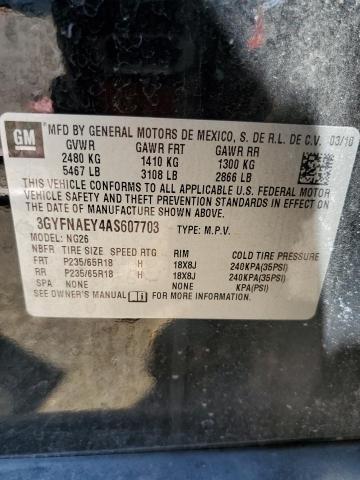 GM
MFD BY GENERAL MOTORS DE MEXICO, S. DE R.L. DE C.V. 03/10
GVWR GAWR FRT GAWR RR
2480 KG 1410 KG 1300 KG
5467 LB 3108 LB 2866 LB
THIS VEHICLE CONFORMS TO ALL APPLICABLE U.S. FEDERAL MOTOR
VEHICLE SAFETY, BUMPER, AND THEFT PREVENTION STANDARDS IN EFFECT
ON THE DATE OF MANUFACTURE SHOWN ABOVE.
3GYFNAEY4AS607703 TYPE: M.P.V.
MODEL: NG26
NB TIRE SIZE SPEED RTG RIM COLD TIRE PRESSURE
FRT P235/65R18 H 18X8J 240KPA(35PSI)
RR P235/65R18 H 18X8J 240KPA(35PSI)
SPA NONE NONE KPA(PSI)
SEE OWNER'S MANUAL FOR ADDITIONAL INFORMATION.